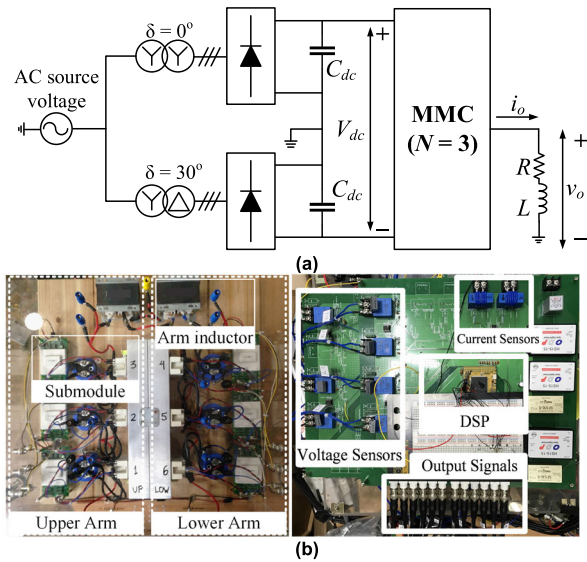 δ = 0°
AC source
voltage
C_dc
V_dc
MMC
(N = 3)
i_o
δ = 30°
C_dc
R
L
v_o
+
−
+
−
(a)
Arm inductor
Submodule
3
4
2
5
1
6
UP
LOW
Upper Arm
Lower Arm
Current Sensors
DSP
Voltage Sensors
Output Signals
(b)